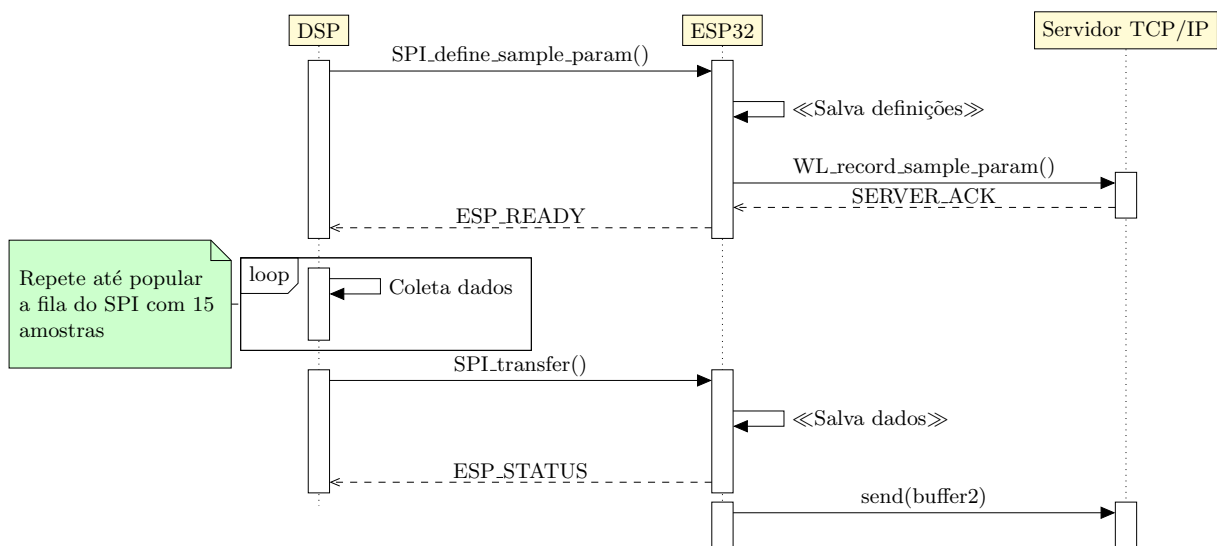 DSP
ESP32
Servidor TCP/IP
SPI_define_sample_param()
≪Salva definições≫
WL_record_sample_param()
SERVER_ACK
ESP_READY
Repete até popular
a fila do SPI com 15
amostras
loop
Coleta dados
SPI_transfer()
≪Salva dados≫
ESP_STATUS
send(buffer2)